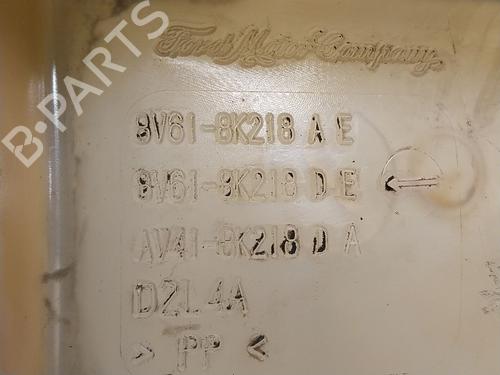 Ford Motor Company
8V61-8K218 A E
8V61-8K218 D E
AV41-8K218 D A
D2L4A
> PP <
B-PARTS